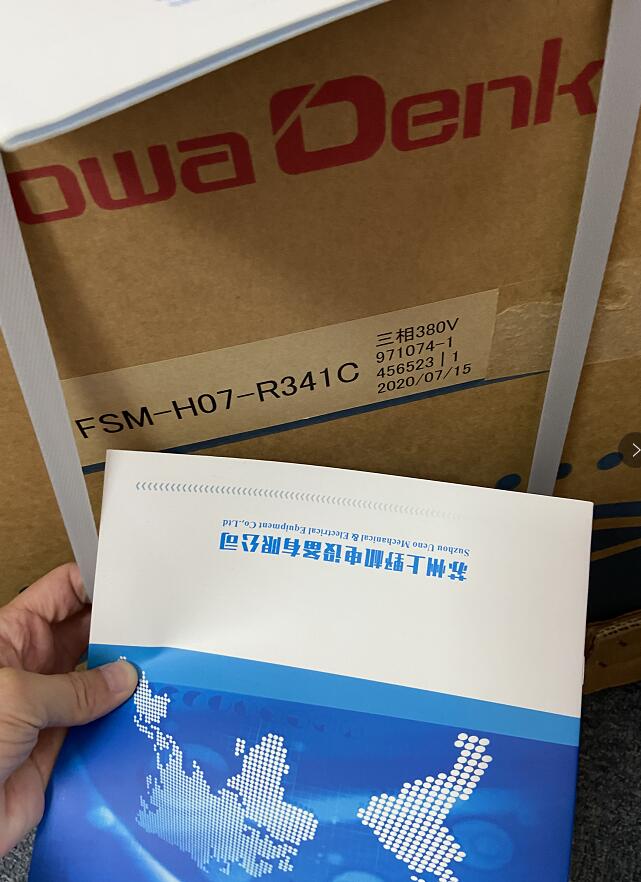 owa Denk
FSM-H07-R341C
三相380V
971074-1
456523 | 1
2020/07/15
苏州上野机电设备有限公司
Suzhou Ueno Mechanical & Electrical Equipment Co.,Ltd